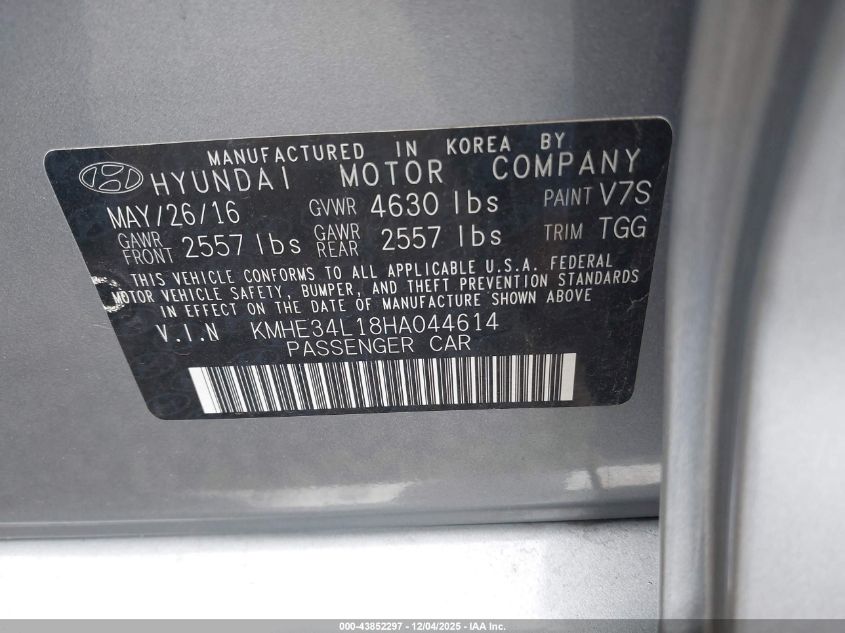 MANUFACTURED IN KOREA BY
HYUNDAI MOTOR COMPANY
MAY/26/16 GVWR 4630 lbs PAINT V7S
GAWR FRONT 2557 lbs GAWR REAR 2557 lbs TRIM TGG
THIS VEHICLE CONFORMS TO ALL APPLICABLE U.S.A. FEDERAL
MOTOR VEHICLE SAFETY, BUMPER, AND THEFT PREVENTION STANDARDS
IN EFFECT ON THE DATE OF MANUFACTURE SHOWN ABOVE
V.I.N KMHE34L18HA044614
PASSENGER CAR
000-43852297 - 12/04/2025 - IAA Inc.